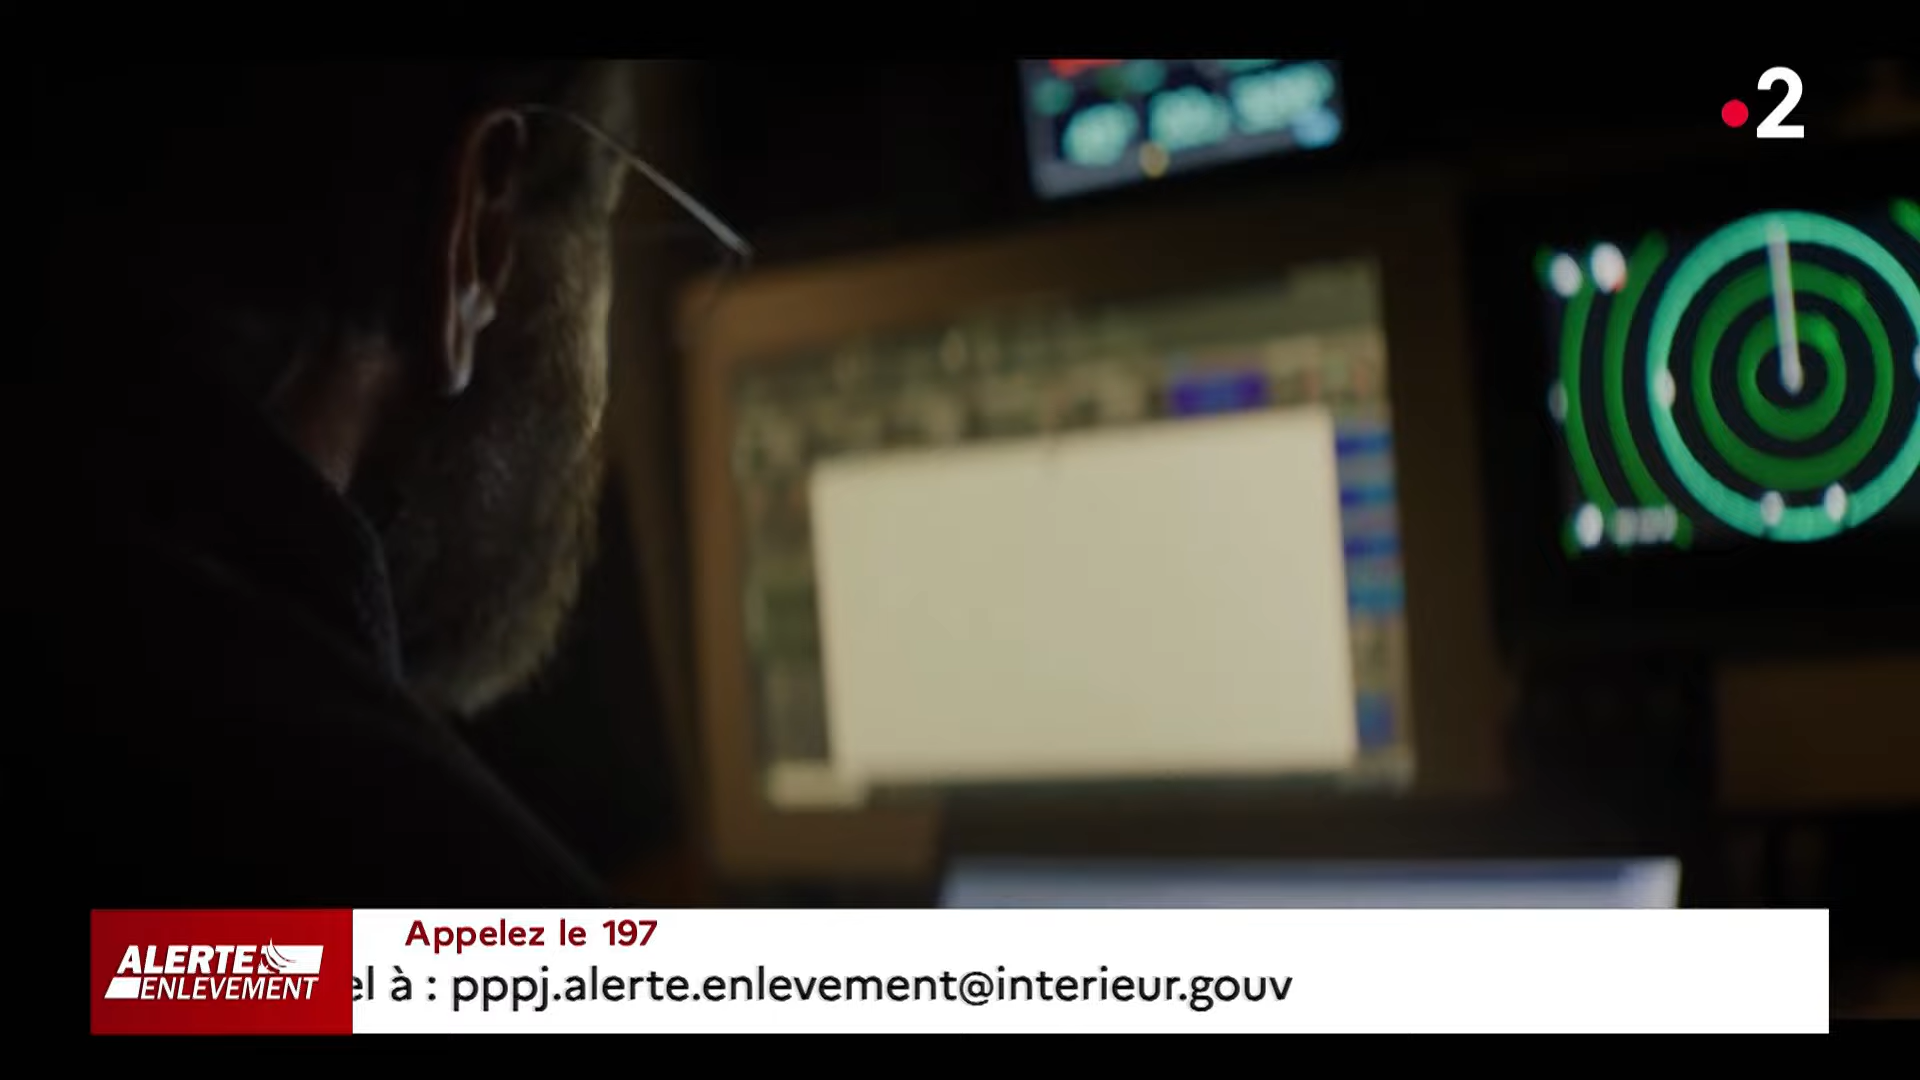 2
Appelez le 197
ALERTE
ENLEVEMENT
el à : pppj.alerte.enlevement@interieur.gouv